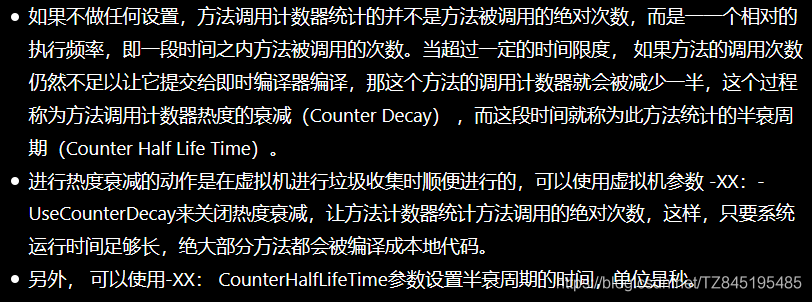 ● 如果不做任何设置，方法调用计数器统计的并不是方法被调用的绝对次数，而是一一个相对的
执行频率，即一段时间之内方法被调用的次数。当超过一定的时间限度， 如果方法的调用次数
仍然不足以让它提交给即时编译器编译，那这个方法的调用计数器就会被减少一半，这个过程
称为方法调用计数器热度的衰减（Counter Decay） ，而这段时间就称为此方法统计的半衰周
期（Counter Half Life Time）。
● 进行热度衰减的动作是在虚拟机进行垃圾收集时顺便进行的，可以使用虚拟机参数 -XX：-
UseCounterDecay来关闭热度衰减，让方法计数器统计方法调用的绝对次数，这样，只要系统
运行时间足够长，绝大部分方法都会被编译成本地代码。
● 另外， 可以使用-XX： CounterHalfLifeTime参数设置半衰周期的时间，单位是秒。
https://blog.csdn.net/TZ845195485